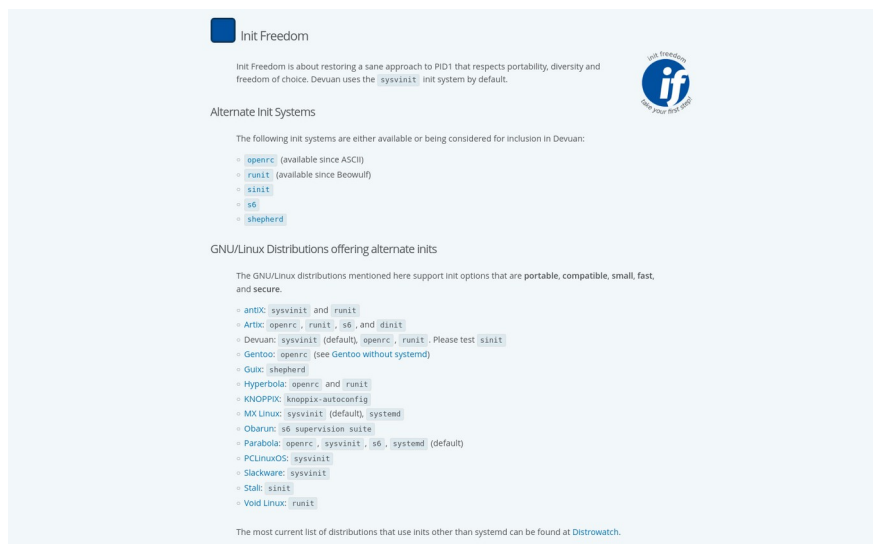 Init Freedom
init freedom
if
take your first step!
Init Freedom is about restoring a sane approach to PID1 that respects portability, diversity and
freedom of choice. Devuan uses the sysvinit init system by default.
Alternate Init Systems
The following init systems are either available or being considered for inclusion in Devuan:
openrc (available since ASCII)
runit (available since Beowulf)
sinit
s6
shepherd
GNU/Linux Distributions offering alternate inits
The GNU/Linux distributions mentioned here support init options that are portable, compatible, small, fast,
and secure.
antiX: sysvinit and runit
Artix: openrc, runit, s6, and dinit
Devuan: sysvinit (default), openrc, runit. Please test sinit
Gentoo: openrc (see Gentoo without systemd)
Guix: shepherd
Hyperbola: openrc and runit
KNOPPIX: knoppix-autoconfig
MX Linux: sysvinit (default), systemd
Obarun: s6 supervision suite
Parabola: openrc, sysvinit, s6, systemd (default)
PCLinuxOS: sysvinit
Slackware: sysvinit
Stali: sinit
Void Linux: runit
The most current list of distributions that use inits other than systemd can be found at Distrowatch.